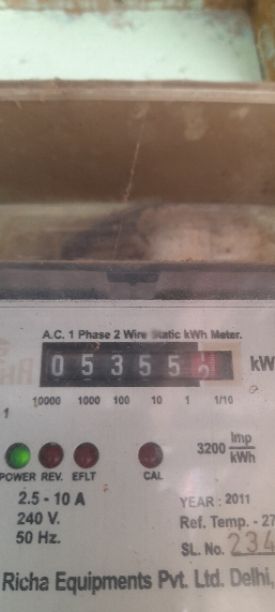 A.C. 1 Phase 2 Wire Static kWh Meter.
0 5 3 5 5 2 kW
10000 1000 100 10 1 1/10
1
3200 Imp/kWh
POWER REV. EFLT CAL
2.5 - 10 A
240 V.
50 Hz.
YEAR : 2011
Ref. Temp. - 27
SL. No. 234
Richa Equipments Pvt. Ltd. Delhi,